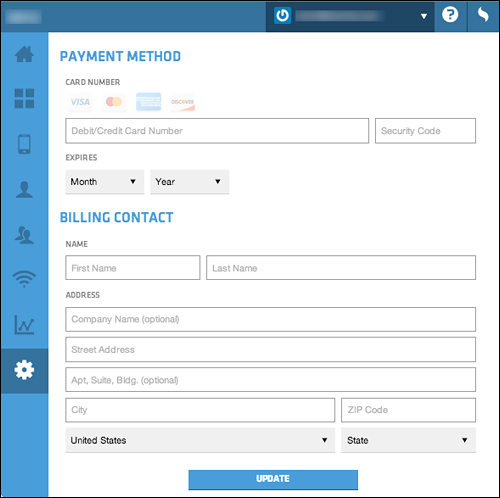 PAYMENT METHOD
CARD NUMBER
VISA DISCOVER
Debit/Credit Card Number Security Code
EXPIRES
Month Year
BILLING CONTACT
NAME
First Name Last Name
ADDRESS
Company Name (optional)
Street Address
Apt, Suite, Bldg. (optional)
City ZIP Code
United States State
UPDATE